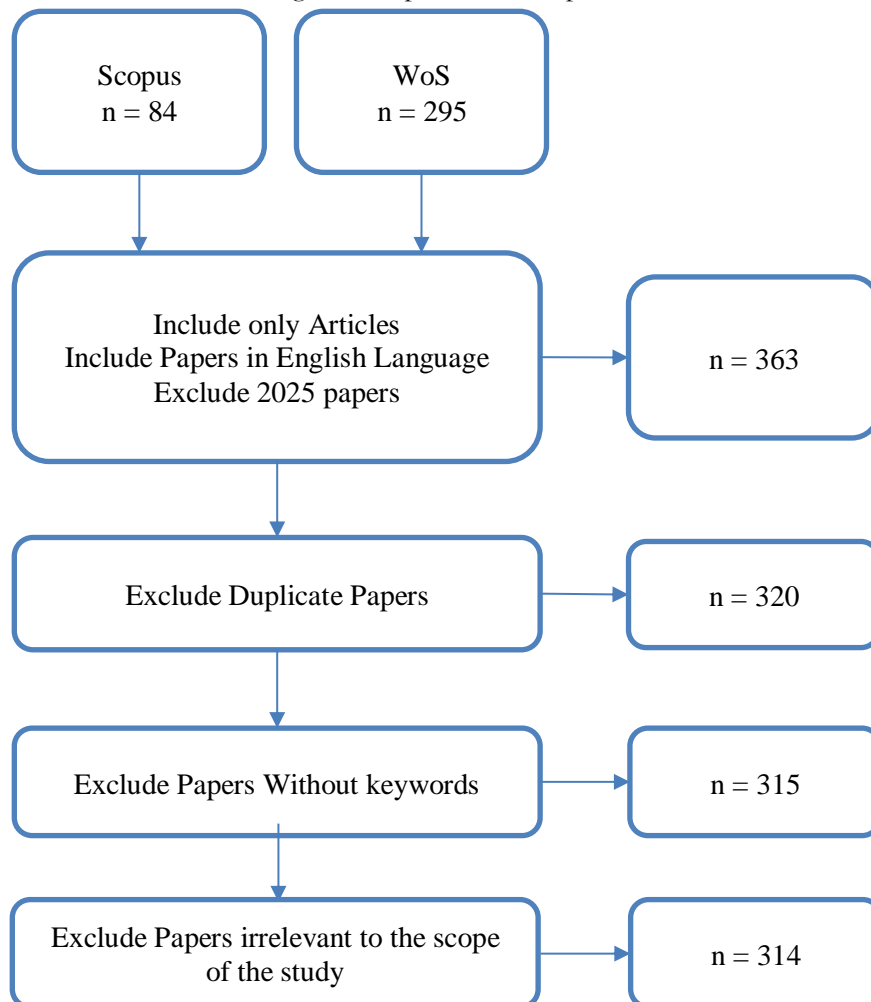 Scopus
n = 84
WoS
n = 295
Include only Articles
Include Papers in English Language
Exclude 2025 papers
n = 363
Exclude Duplicate Papers
n = 320
Exclude Papers Without keywords
n = 315
Exclude Papers irrelevant to the scope
of the study
n = 314